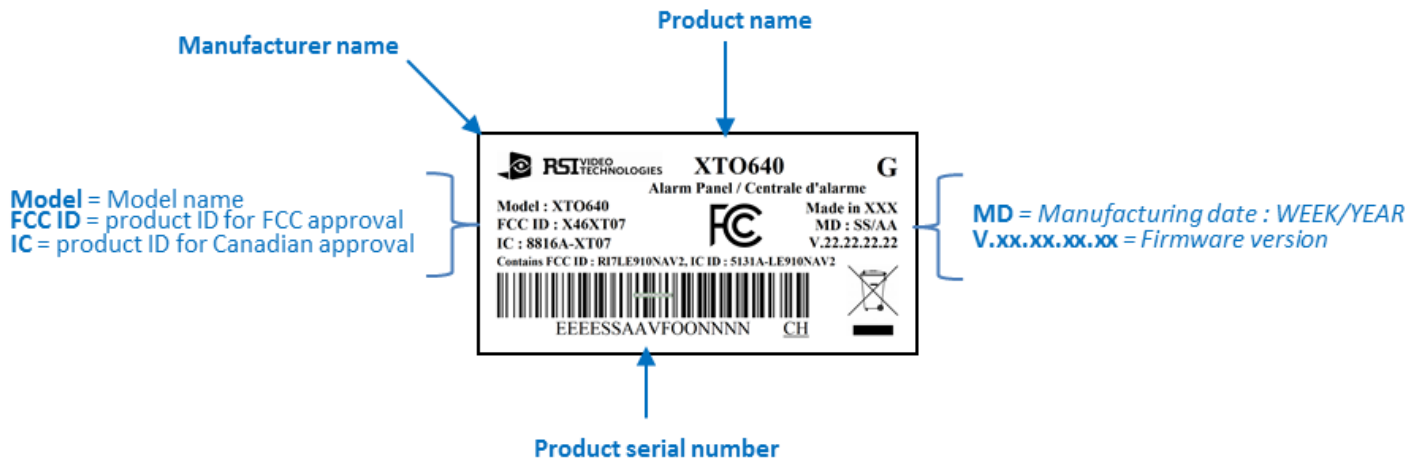 Product name
Manufacturer name
RSI VIDEO TECHNOLOGIES XTO640 G
Alarm Panel / Centrale d'alarme
Model : XTO640 Made in XXX
FCC ID : X46XT07 MD : SS/AA
IC : 8816A-XT07 V.22.22.22.22
FC
Contains FCC ID : RI7LE910NAV2, IC ID : 5131A-LE910NAV2
EEEESSAAVFOONNNN CH
Model = Model name
FCC ID = product ID for FCC approval
IC = product ID for Canadian approval
MD = Manufacturing date : WEEK/YEAR
V.xx.xx.xx.xx = Firmware version
Product serial number